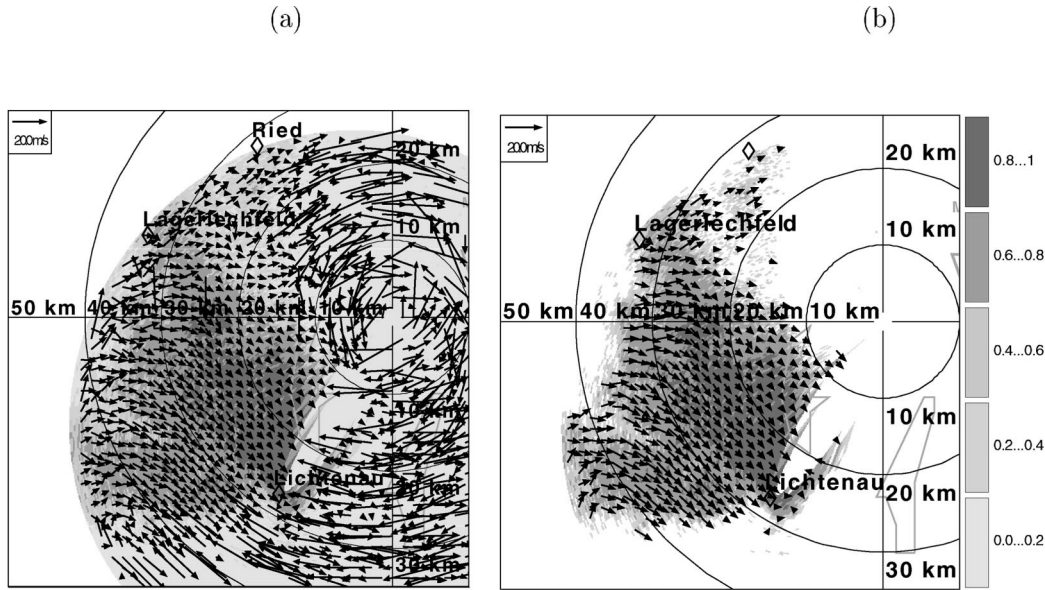 (a) (b)
200m/s
Ried
Lagerlechfeld
20 km
10 km
50 km 40 km 30 km 20 km 10 km
10 km
Lichtenau
20 km
30 km
200m/s
20 km
Lagerlechfeld
10 km
50 km 40 km 30 km 20 km 10 km
10 km
Lichtenau
20 km
30 km
0.8...1
0.6...0.8
0.4...0.6
0.2...0.4
0.0...0.2